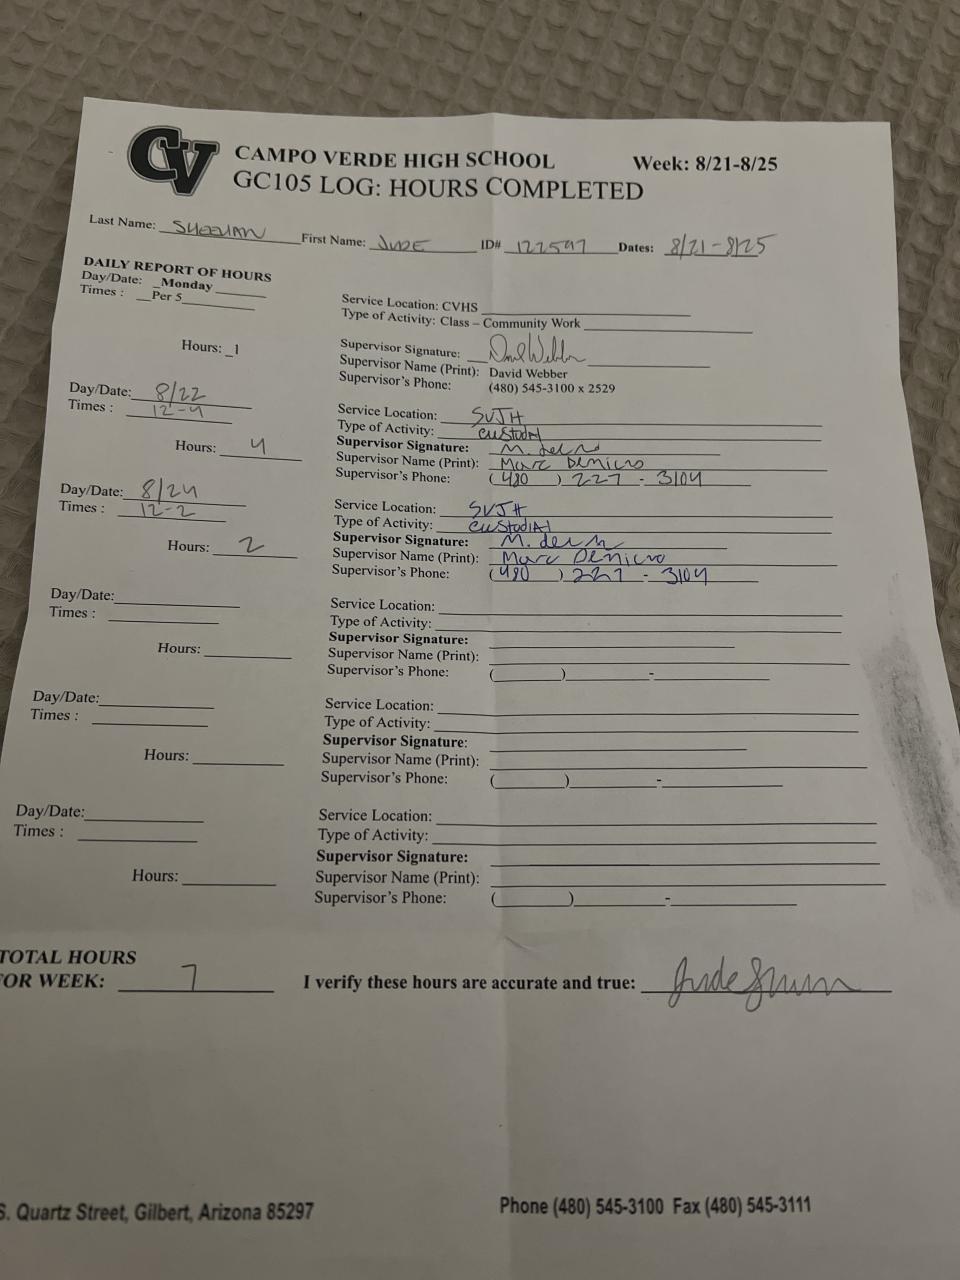 CV
CAMPO VERDE HIGH SCHOOL Week: 8/21-8/25
GC105 LOG: HOURS COMPLETED
Last Name: SHEEHAN First Name: JUDE ID# 122597 Dates: 8/21-8/25
DAILY REPORT OF HOURS
Day/Date: _Monday
Times : __Per 5
Service Location: CVHS
Type of Activity: Class – Community Work
Hours: _1
Supervisor Signature: David Webber
Supervisor Name (Print): David Webber
Supervisor's Phone: (480) 545-3100 x 2529
Day/Date: 8/22
Times : 12-4
Service Location: SVJH
Type of Activity: Custodial
Hours: 4
Supervisor Signature: M.
Supervisor Name (Print): Marc DeMicco
Supervisor's Phone: (480) 227-3104
Day/Date: 8/24
Times : 12-2
Service Location: SVJH
Type of Activity: Custodial
Hours: 2
Supervisor Signature: M.
Supervisor Name (Print): Marc DeMicco
Supervisor's Phone: (480) 227-3104
Day/Date:
Times :
Service Location:
Type of Activity:
Hours:
Supervisor Signature:
Supervisor Name (Print):
Supervisor's Phone: ( ) -
Day/Date:
Times :
Service Location:
Type of Activity:
Hours:
Supervisor Signature:
Supervisor Name (Print):
Supervisor's Phone: ( ) -
Day/Date:
Times :
Service Location:
Type of Activity:
Hours:
Supervisor Signature:
Supervisor Name (Print):
Supervisor's Phone: ( ) -
TOTAL HOURS
FOR WEEK: 7 I verify these hours are accurate and true: Jude
S. Quartz Street, Gilbert, Arizona 85297 Phone (480) 545-3100 Fax (480) 545-3111